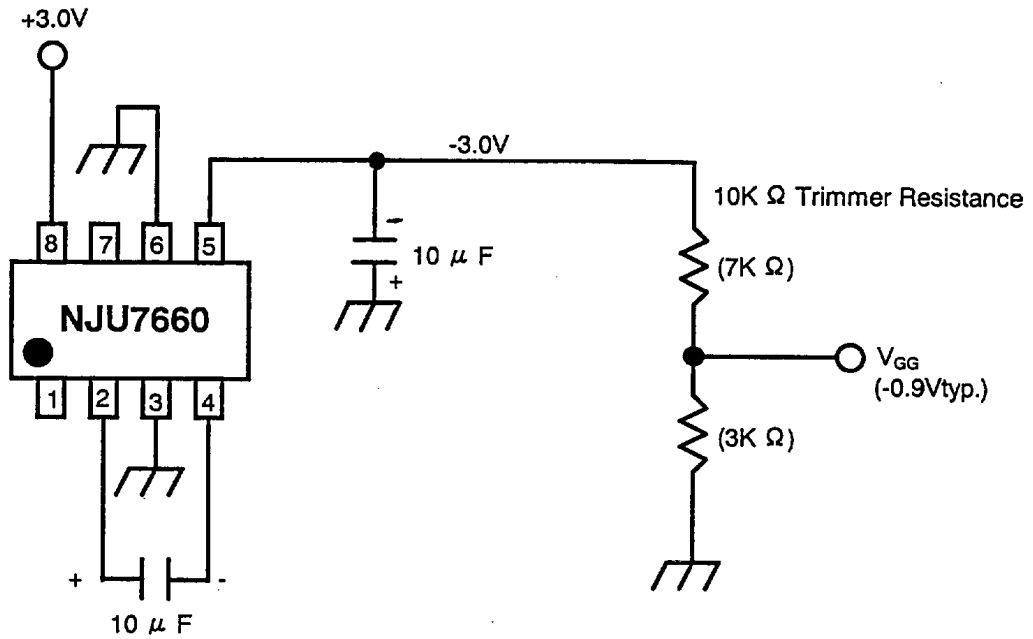 +3.0V
-3.0V
10K Ω Trimmer Resistance
8 7 6 5
-
10 μ F
+
(7K Ω)
NJU7660
VGG
(-0.9Vtyp.)
1 2 3 4
(3K Ω)
+ -
10 μ F